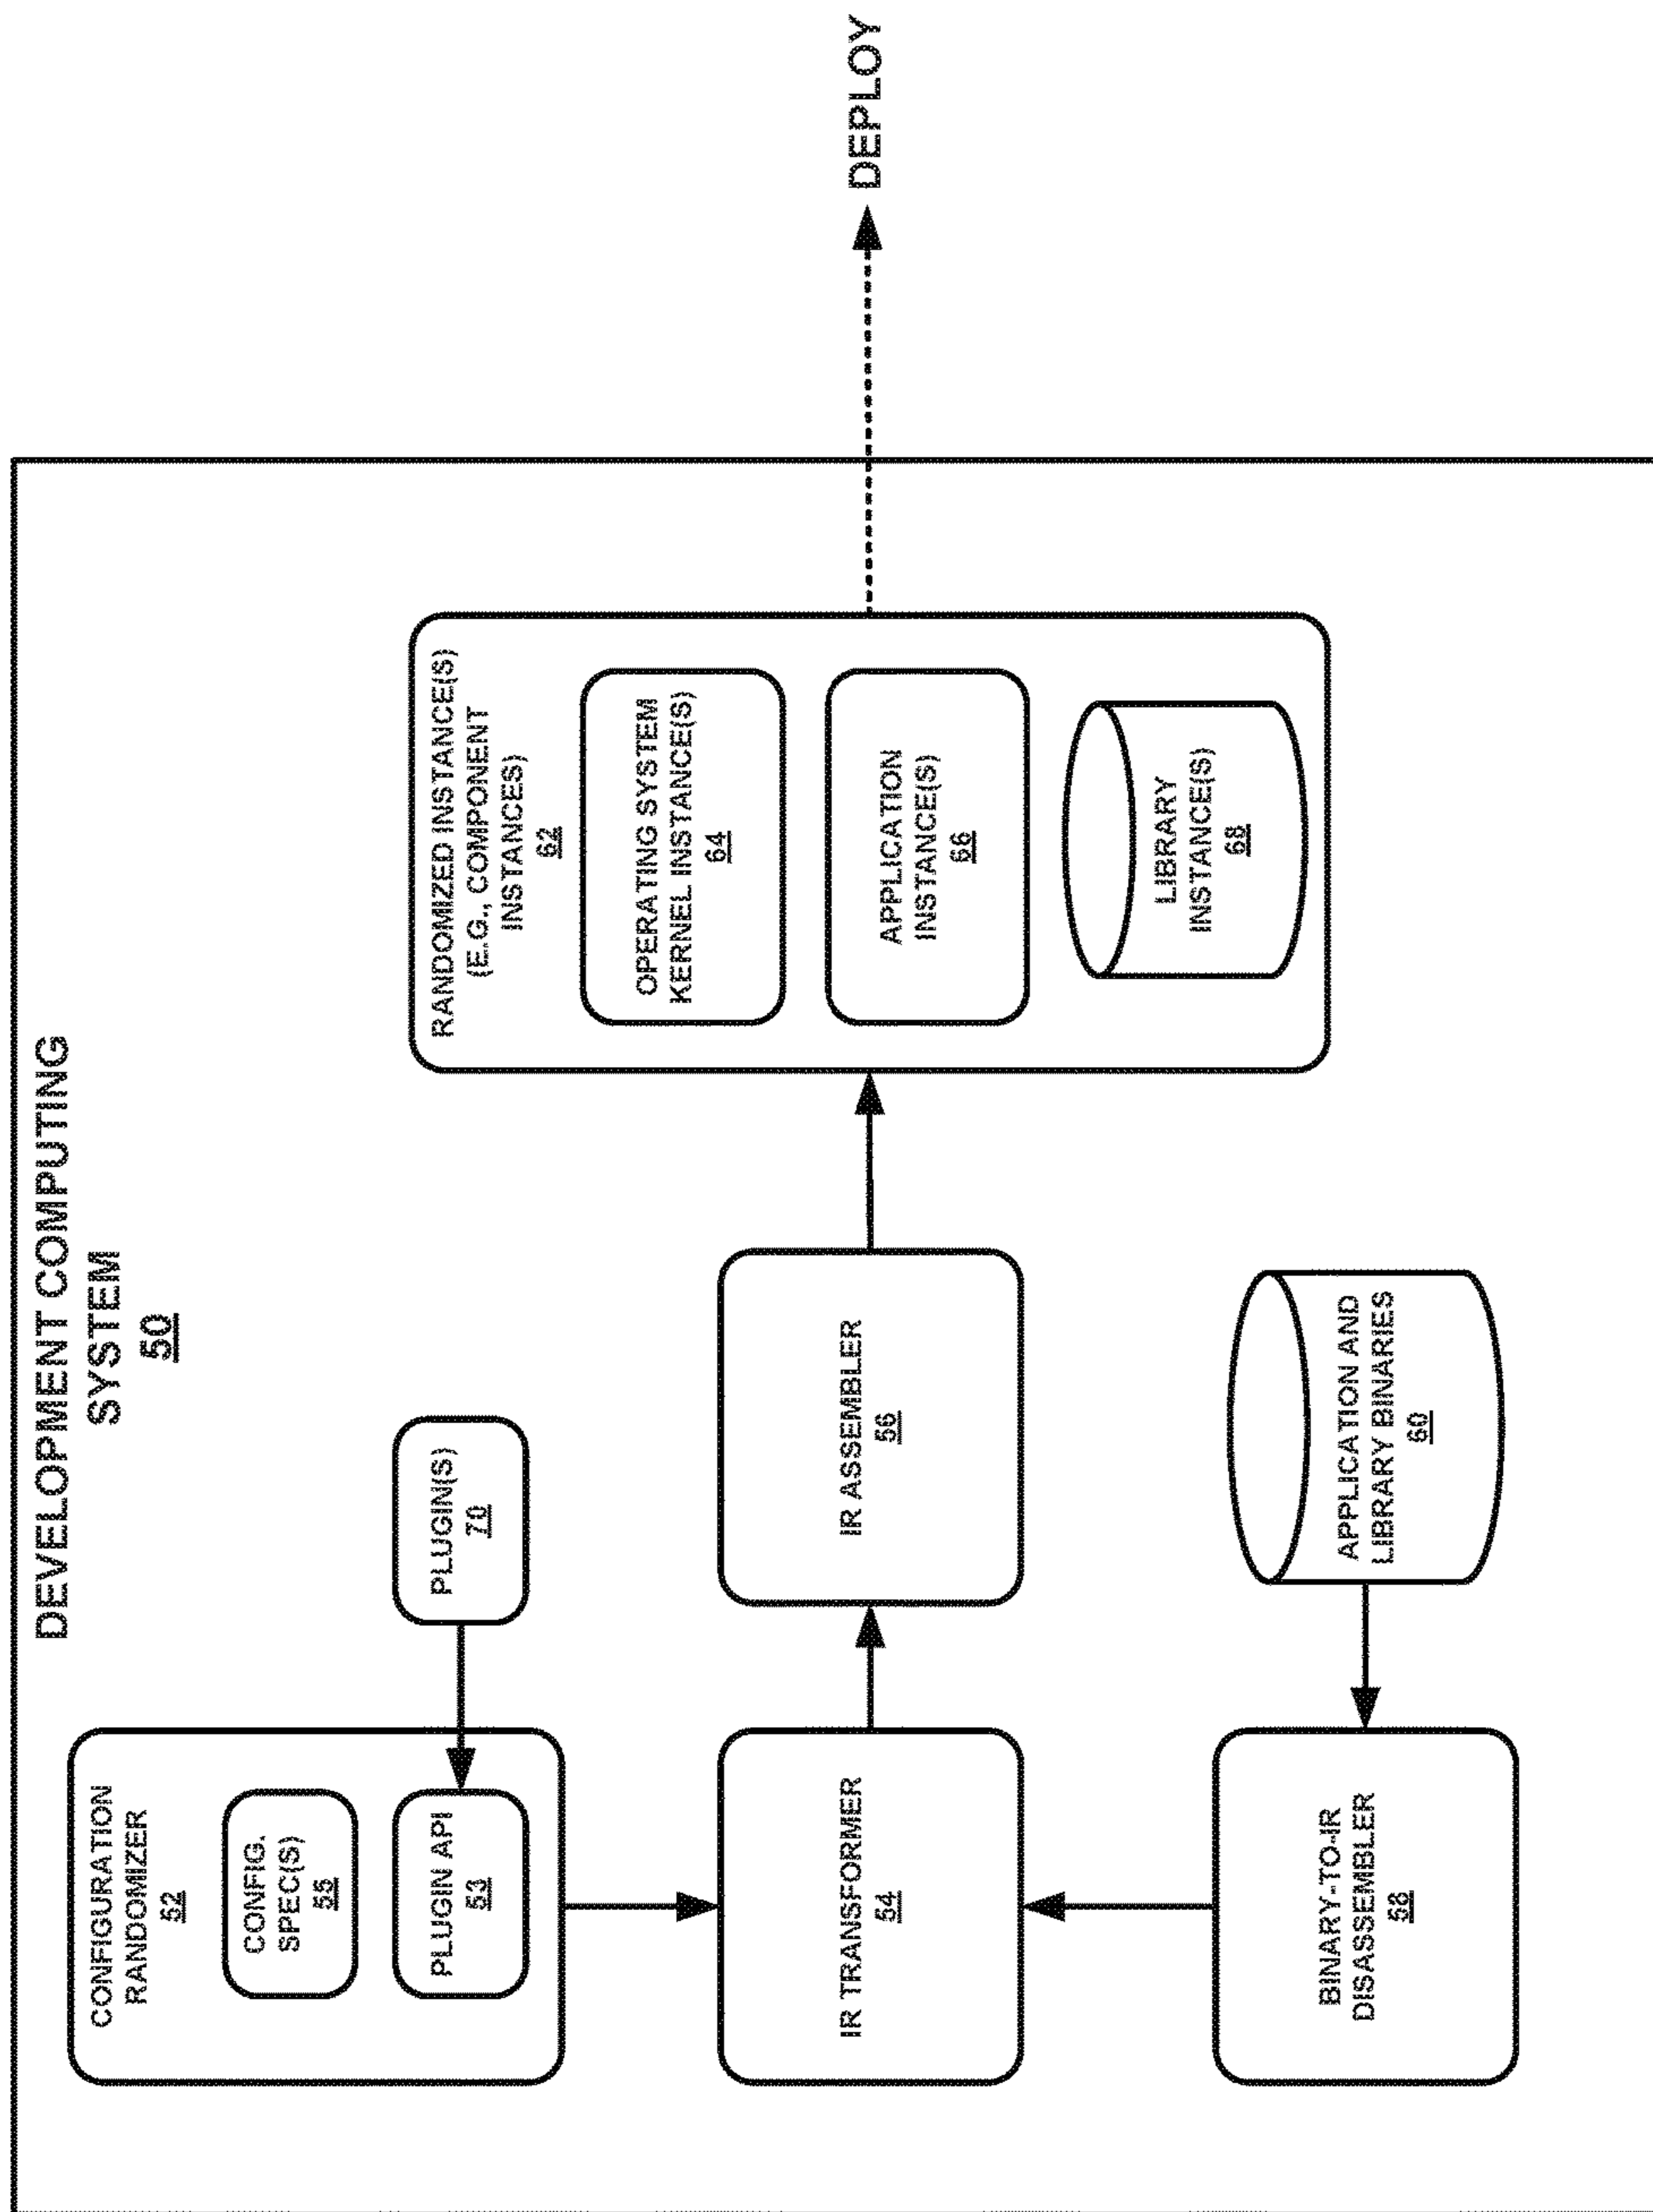 DEVELOPMENT COMPUTING
SYSTEM
50
CONFIGURATION
RANDOMIZER
52
CONFIG.
SPEC(S)
55
PLUGIN API
53
PLUGIN(S)
70
IR TRANSFORMER
54
IR ASSEMBLER
56
BINARY-TO-IR
DISASSEMBLER
58
APPLICATION AND
LIBRARY BINARIES
60
RANDOMIZED INSTANCE(S)
(E.G., COMPONENT
INSTANCES)
62
OPERATING SYSTEM
KERNEL INSTANCE(S)
64
APPLICATION
INSTANCE(S)
66
LIBRARY
INSTANCE(S)
68
DEPLOY